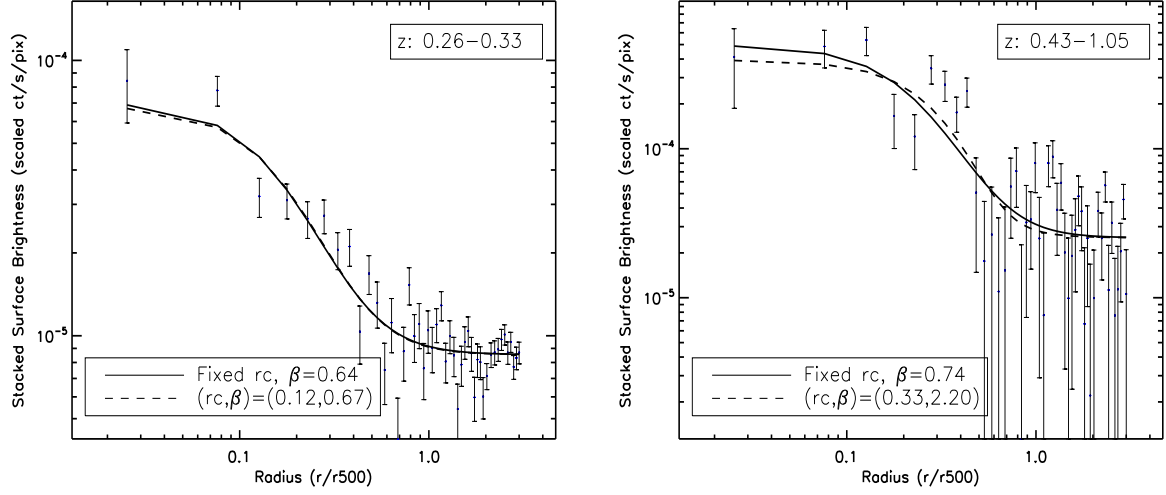 z: 0.26−0.33
10⁻⁴
10⁻⁵
Stacked Surface Brightness (scaled ct/s/pix)
Fixed rc, β=0.64
(rc,β)=(0.12,0.67)
0.1
1.0
Radius (r/r500)
z: 0.43−1.05
10⁻⁴
10⁻⁵
Stacked Surface Brightness (scaled ct/s/pix)
Fixed rc, β=0.74
(rc,β)=(0.33,2.20)
0.1
1.0
Radius (r/r500)